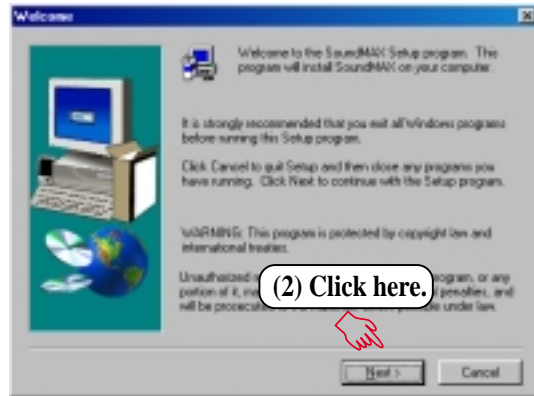 Welcome
Welcome to the SoundMAX Setup program. This
program will install SoundMAX on your computer.
It is strongly recommended that you exit all Windows programs
before running this Setup program.
Click Cancel to quit Setup and then close any programs you
have running. Click Next to continue with the Setup program.
WARNING: This program is protected by copyright law and
international treaties.
Unauthorized program, or any
portion of it, penalties, and
will be prosecuted under law.
(2) Click here.
Next >
Cancel